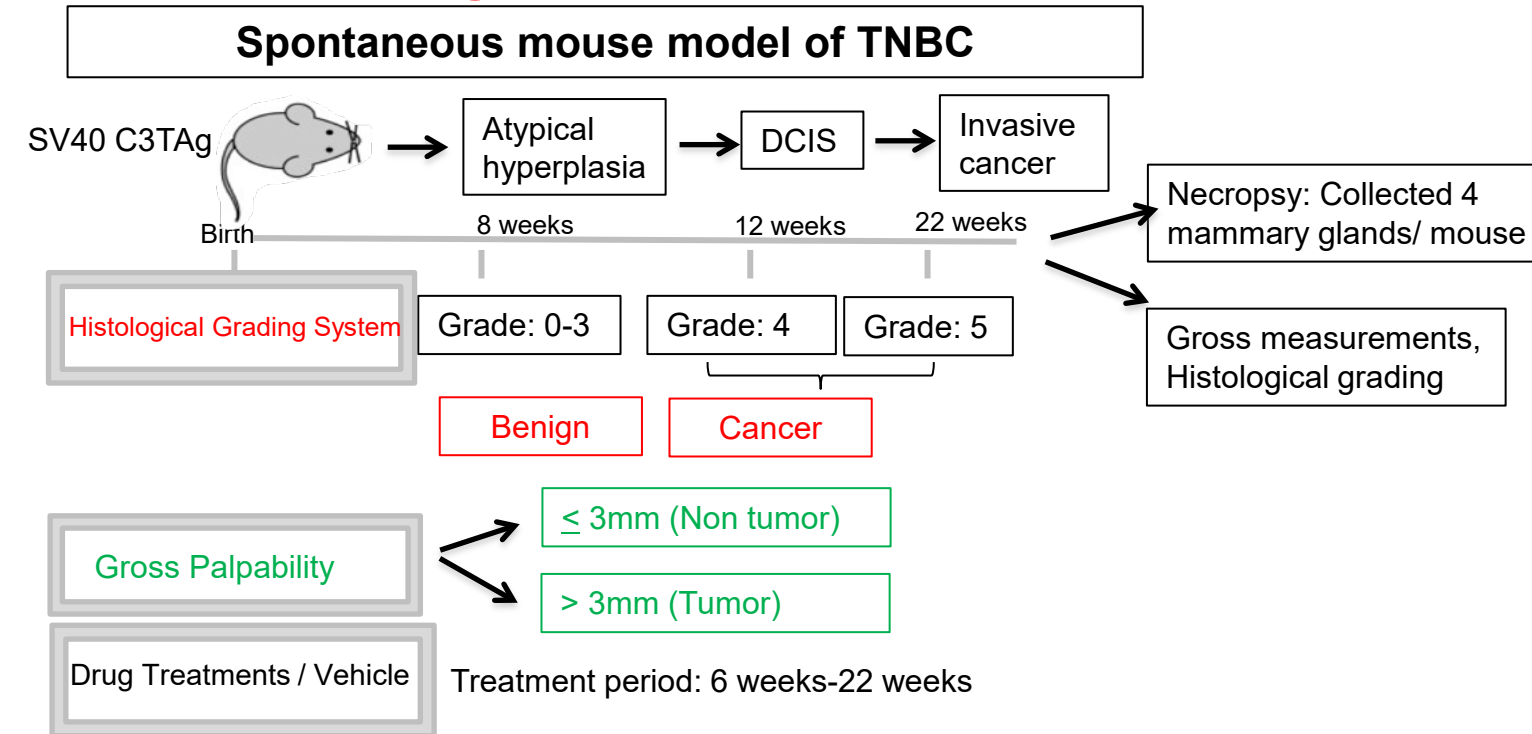 Spontaneous mouse model of TNBC
SV40 C3TAg
Atypical
hyperplasia
DCIS
Invasive
cancer
Necropsy: Collected 4
mammary glands/ mouse
Birth
8 weeks
12 weeks
22 weeks
Histological Grading System
Grade: 0-3
Grade: 4
Grade: 5
Gross measurements,
Histological grading
Benign
Cancer
Gross Palpability
≤ 3mm (Non tumor)
> 3mm (Tumor)
Drug Treatments / Vehicle
Treatment period: 6 weeks-22 weeks